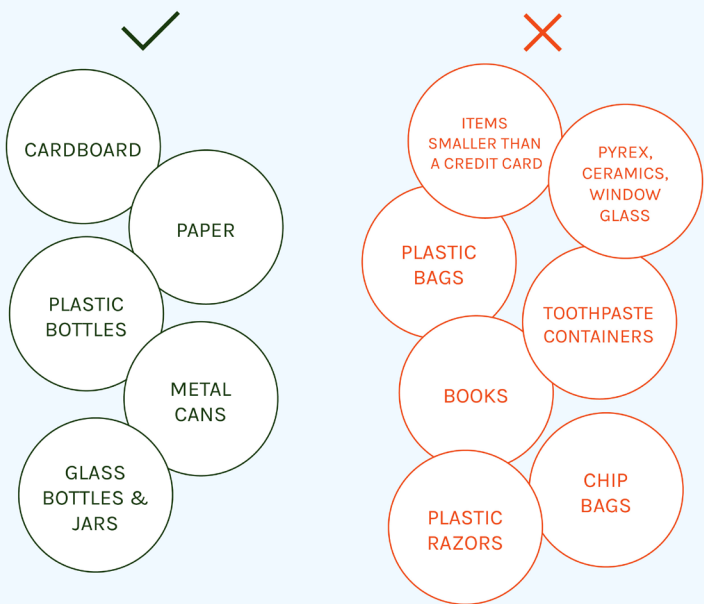 CARDBOARD
PAPER
PLASTIC
BOTTLES
METAL
CANS
GLASS
BOTTLES &
JARS
ITEMS
SMALLER THAN
A CREDIT CARD
PYREX,
CERAMICS,
WINDOW
GLASS
PLASTIC
BAGS
TOOTHPASTE
CONTAINERS
BOOKS
CHIP
BAGS
PLASTIC
RAZORS